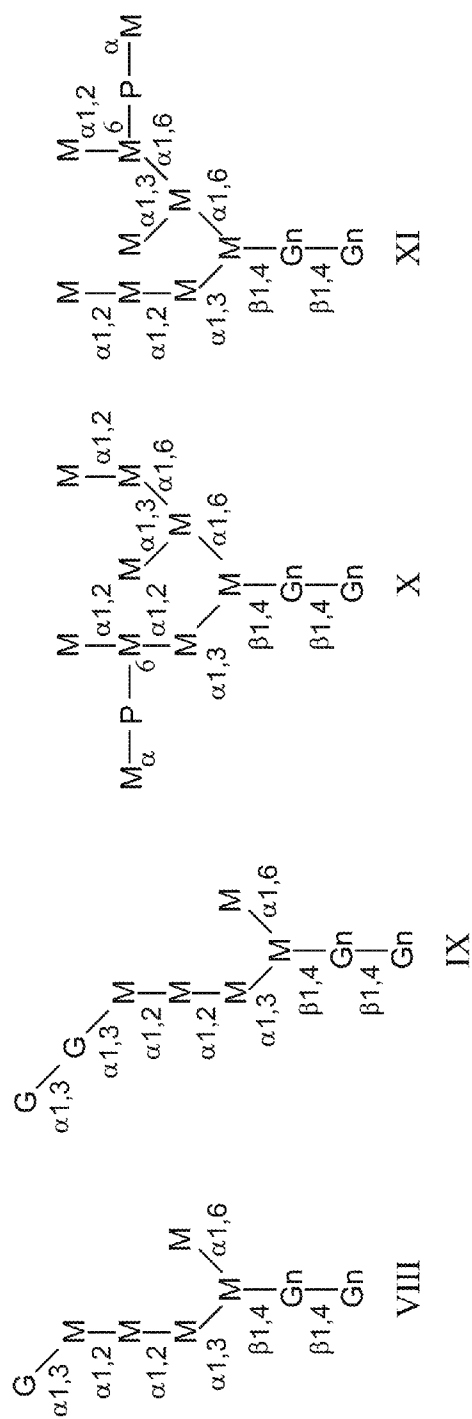 G
α1,3
M
α1,2
M
α1,2
M M
α1,3 α1,6
M
β1,4
Gn
β1,4
Gn
VIII
G
α1,3
G
α1,3
M
α1,2
M
α1,2
M M
α1,3 α1,6
M
β1,4
Gn
β1,4
Gn
IX
M M
α1,2 α1,2
M P M M M
α 6 α1,2 α1,3 α1,6
M M
α1,3 α1,6
M
β1,4
Gn
β1,4
Gn
X
M M
α1,2 α1,2
M M M 6 P M α
α1,2 α1,3 α1,6
M M
α1,3 α1,6
M
β1,4
Gn
β1,4
Gn
XI